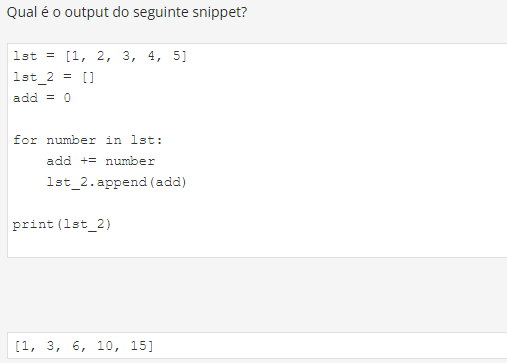 Qual é o output do seguinte snippet?
lst = [1, 2, 3, 4, 5]
lst_2 = []
add = 0
for number in lst:
    add += number
    lst_2.append(add)
print(lst_2)
[1, 3, 6, 10, 15]